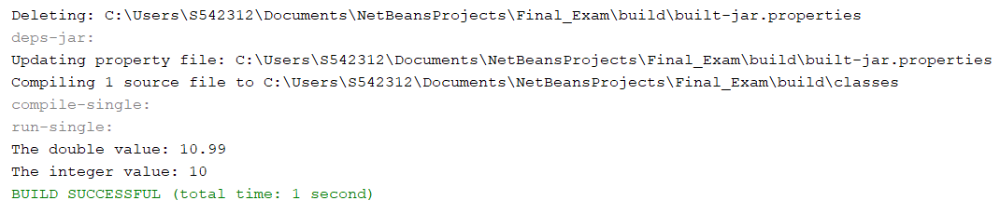 Deleting: C:\Users\S542312\Documents\NetBeansProjects\Final_Exam\build\built-jar.properties
deps-jar:
Updating property file: C:\Users\S542312\Documents\NetBeansProjects\Final_Exam\build\built-jar.properties
Compiling 1 source file to C:\Users\S542312\Documents\NetBeansProjects\Final_Exam\build\classes
compile-single:
run-single:
The double value: 10.99
The integer value: 10
BUILD SUCCESSFUL (total time: 1 second)